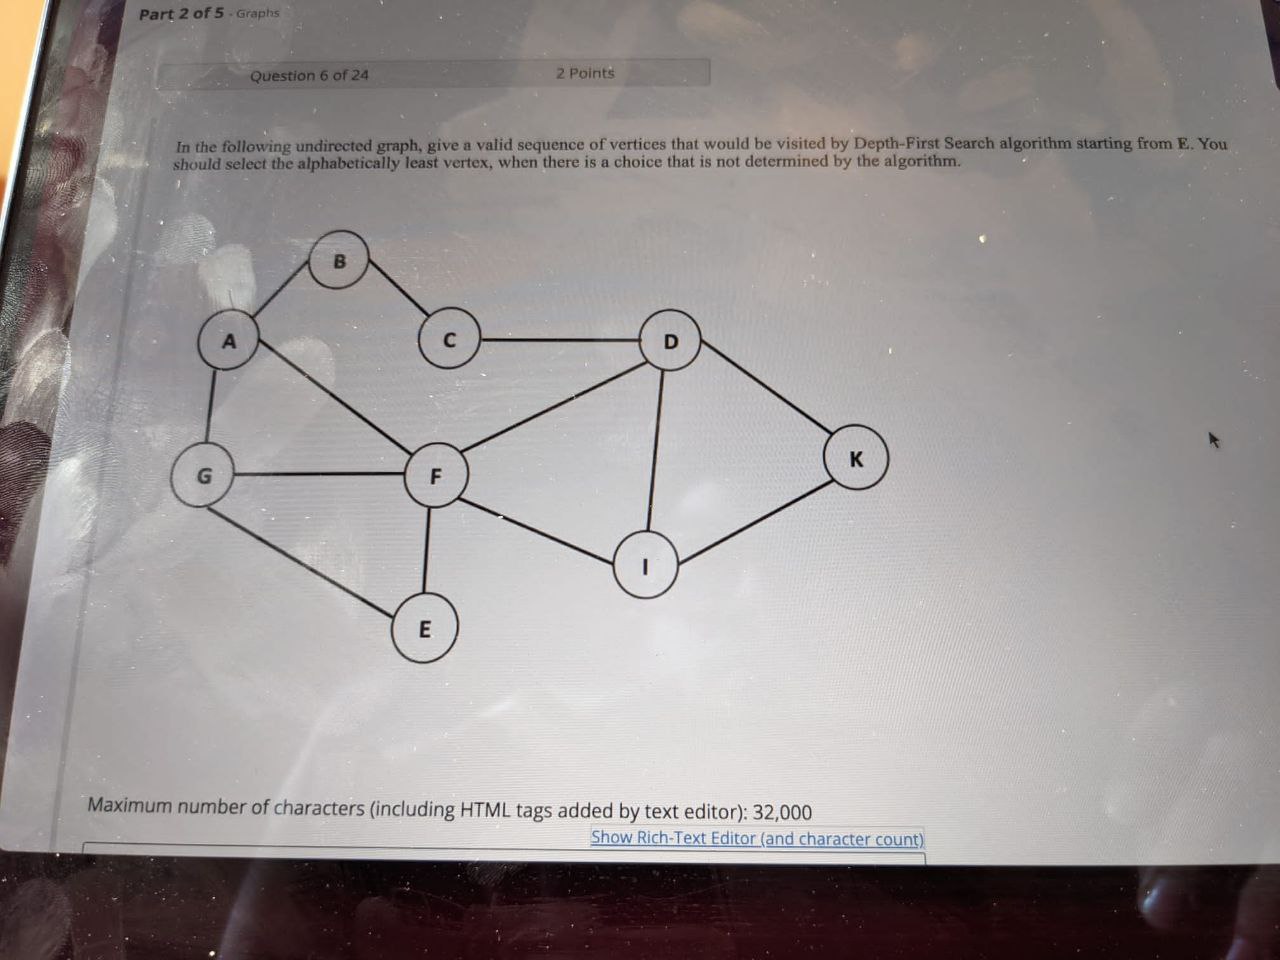 Part 2 of 5 - Graphs
Question 6 of 24 2 Points
In the following undirected graph, give a valid sequence of vertices that would be visited by Depth-First Search algorithm starting from E. You
should select the alphabetically least vertex, when there is a choice that is not determined by the algorithm.
B
A
C
D
G
F
K
I
E
Maximum number of characters (including HTML tags added by text editor): 32,000
Show Rich-Text Editor (and character count)